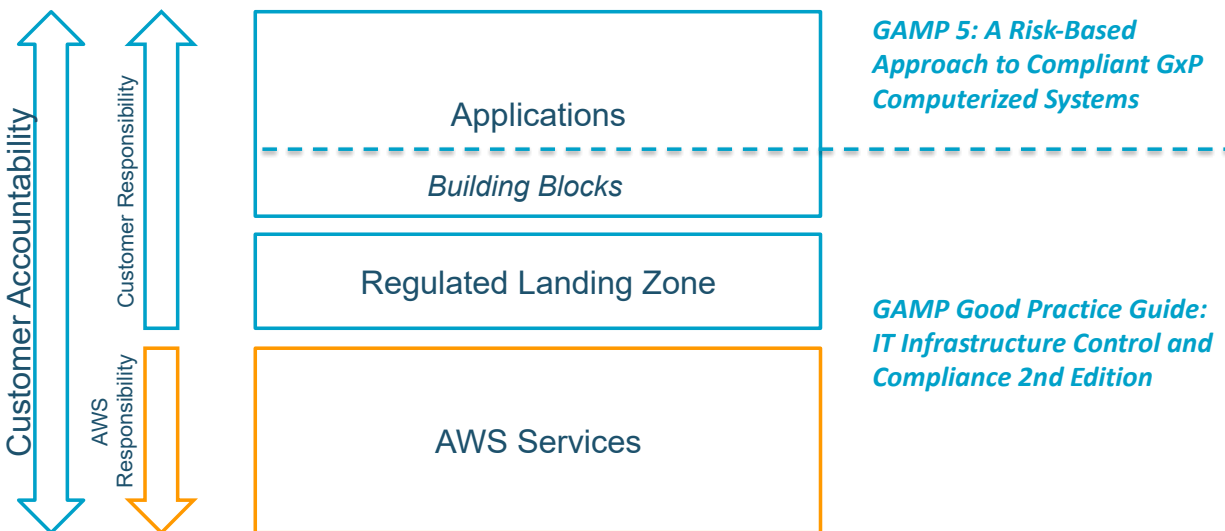 Customer Accountability
Customer Responsibility
AWS
Responsibility
Applications
Building Blocks
Regulated Landing Zone
AWS Services
GAMP 5: A Risk-Based
Approach to Compliant GxP
Computerized Systems
GAMP Good Practice Guide:
IT Infrastructure Control and
Compliance 2nd Edition